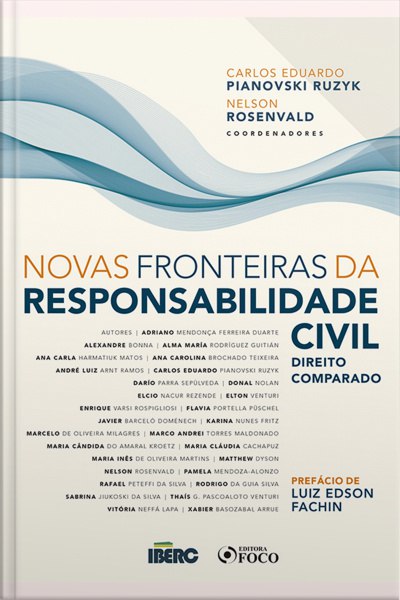 CARLOS EDUARDO
PIANOVSKI RUZYK
NELSON
ROSENVALD
COORDENADORES
NOVAS FRONTEIRAS DA
RESPONSABILIDADE
CIVIL
DIREITO
COMPARADO
AUTORES | ADRIANO MENDONÇA FERREIRA DUARTE
ALEXANDRE BONNA | ALMA MARÍA RODRÍGUEZ GUITIÁN
ANA CARLA HARMATIUK MATOS | ANA CAROLINA BROCHADO TEIXEIRA
ANDRÉ LUIZ ARNT RAMOS | CARLOS EDUARDO PIANOVSKI RUZYK
DARÍO PARRA SEPÚLVEDA | DONAL NOLAN
ELCIO NACUR REZENDE | ELTON VENTURI
ENRIQUE VARSI ROSPIGLIOSI | FLAVIA PORTELLA PÜSCHEL
JAVIER BARCELÓ DOMÉNECH | KARINA NUNES FRITZ
MARCELO DE OLIVEIRA MILAGRES | MARCO ANDREI TORRES MALDONADO
MARIA CÂNDIDA DO AMARAL KROETZ | MARIA CLÁUDIA CACHAPUZ
MARIA INÊS DE OLIVEIRA MARTINS | MATTHEW DYSON
NELSON ROSENVALD | PAMELA MENDOZA-ALONZO
RAFAEL PETEFFI DA SILVA | RODRIGO DA GUIA SILVA
SABRINA JIUKOSKI DA SILVA | THAÍS G. PASCOALOTO VENTURI
VITÓRIA NEFFÁ LAPA | XABIER BASOZABAL ARRUE
PREFÁCIO DE
LUIZ EDSON
FACHIN
IBERC
EDITORA
FOCO